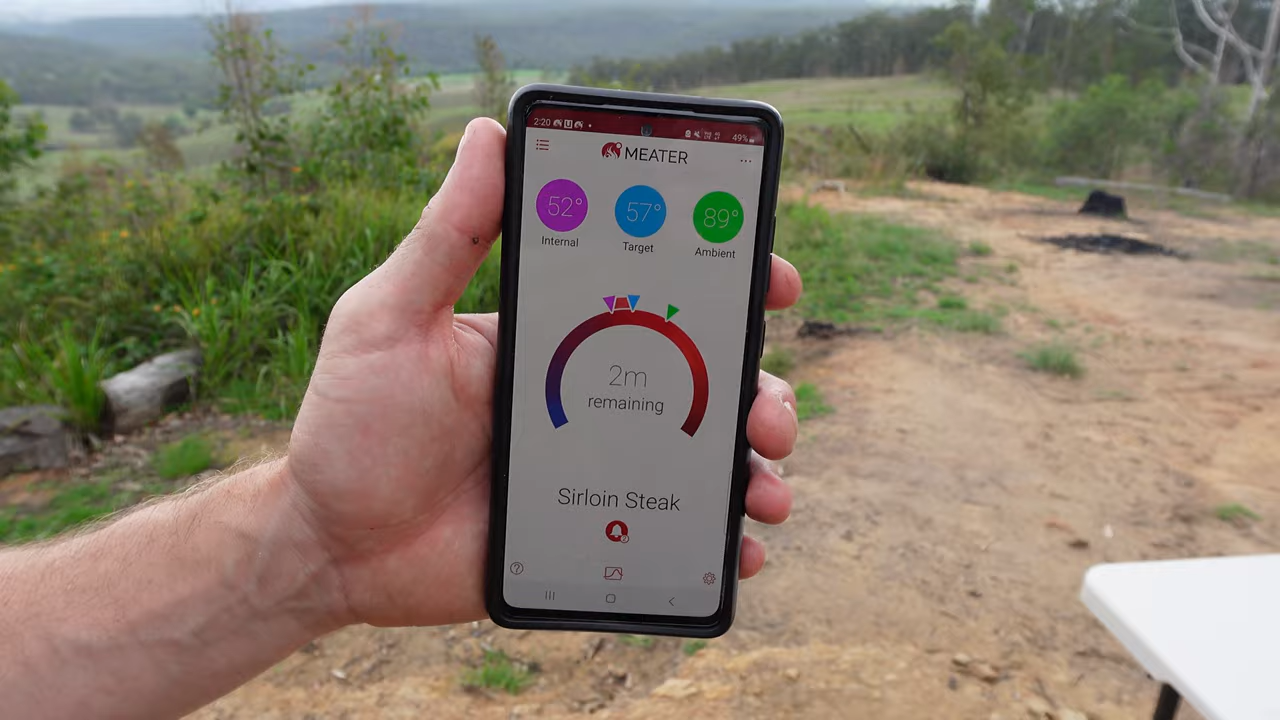 2:20
49%
MEATER
52° 57° 89°
Internal Target Ambient
2m
remaining
Sirloin Steak